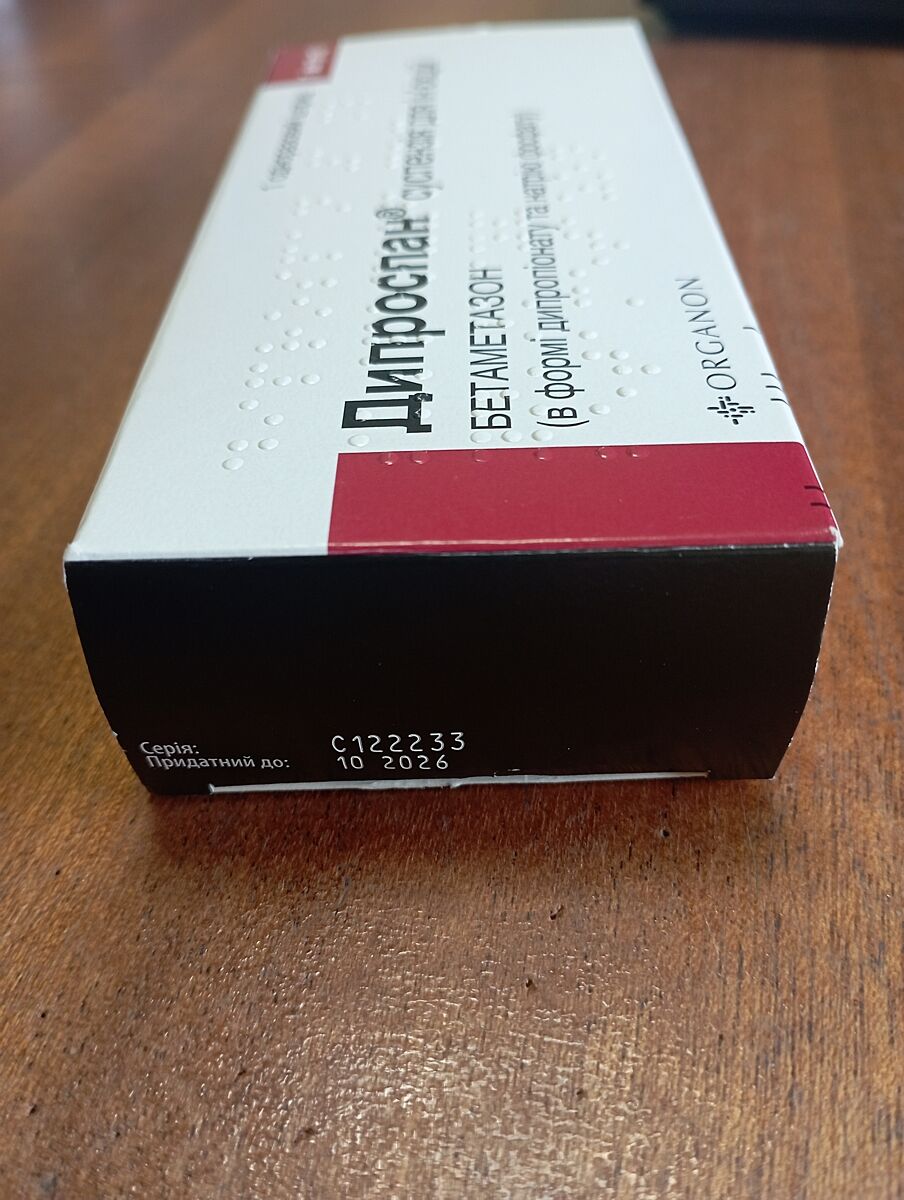 Дипроспан® суспензія для ін'єкцій
БЕТАМЕТАЗОН
(в формі дипропіонату та натрію фосфату)
ORGANON
Серія: C122233
Придатний до: 10 2026